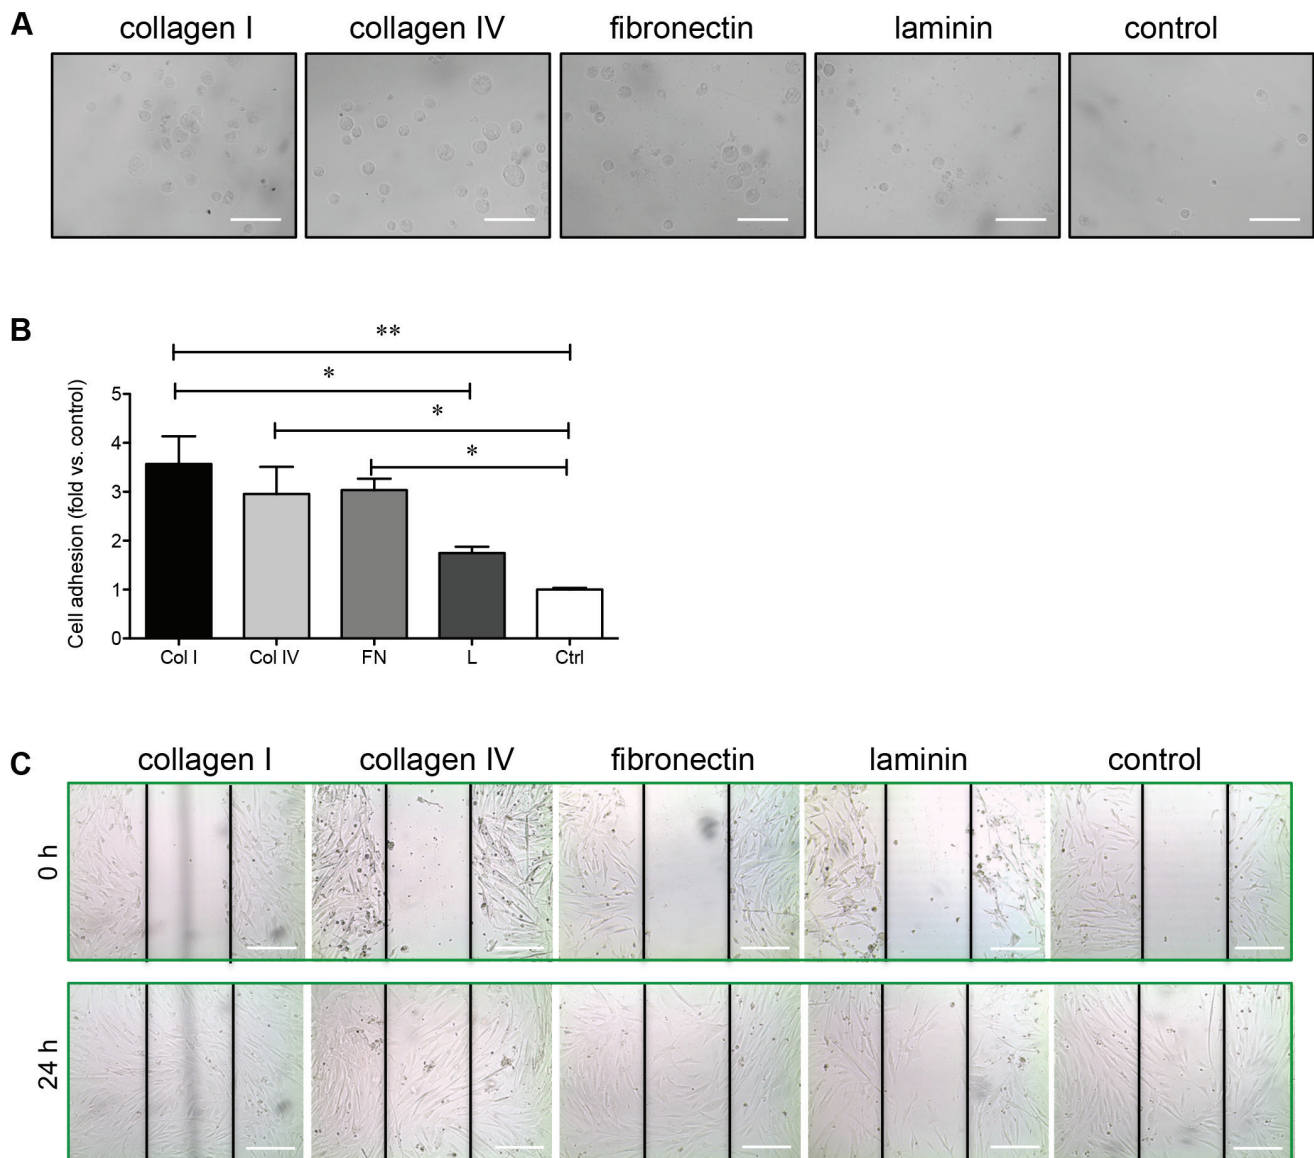 A
collagen I collagen IV fibronectin laminin control
B
**
*
*
*
Cell adhesion (fold vs. control)
5
4
3
2
1
0
Col I Col IV FN L Ctrl
C
collagen I collagen IV fibronectin laminin control
0 h
24 h